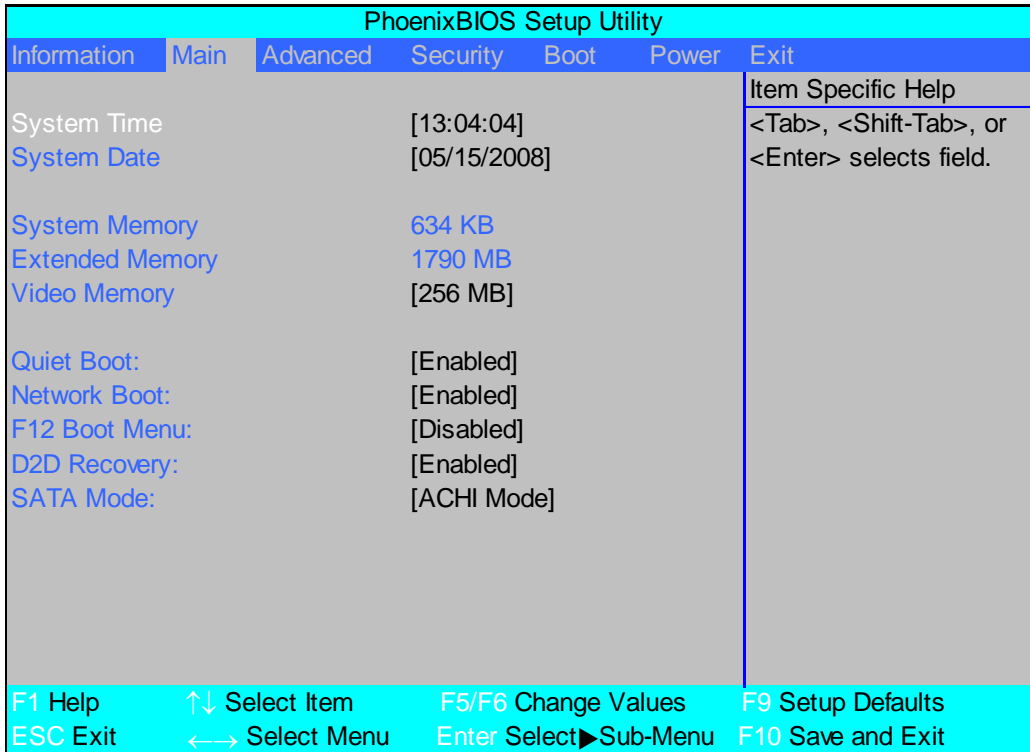 PhoenixBIOS Setup Utility
Information Main Advanced Security Boot Power Exit
Item Specific Help
System Time [13:04:04] <Tab>, <Shift-Tab>, or
System Date [05/15/2008] <Enter> selects field.
System Memory 634 KB
Extended Memory 1790 MB
Video Memory [256 MB]
Quiet Boot: [Enabled]
Network Boot: [Enabled]
F12 Boot Menu: [Disabled]
D2D Recovery: [Enabled]
SATA Mode: [ACHI Mode]
F1 Help ↑↓ Select Item F5/F6 Change Values F9 Setup Defaults
ESC Exit ←→ Select Menu Enter Select▶Sub-Menu F10 Save and Exit